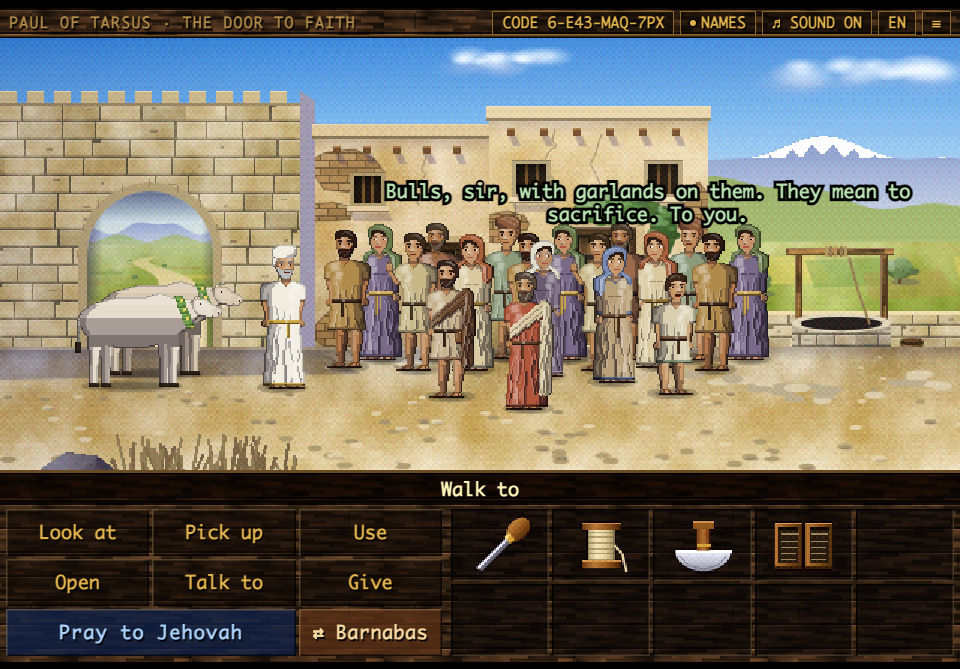 PAUL OF TARSUS · THE DOOR TO FAITH
CODE 6-E43-MAQ-7PX
• NAMES
♬ SOUND ON
EN
≡
Bulls, sir, with garlands on them. They mean to
sacrifice. To you.
Walk to
Look at
Pick up
Use
Open
Talk to
Give
Pray to Jehovah
⇄ Barnabas